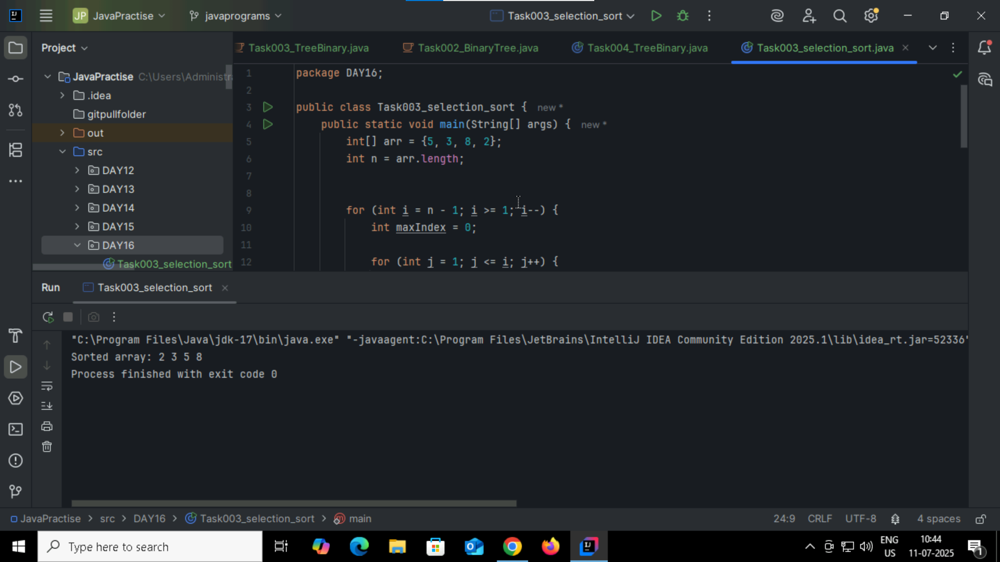 JP JavaPractise javaprograms Task003_selection_sort
Project
Task003_TreeBinary.java Task002_BinaryTree.java Task004_TreeBinary.java Task003_selection_sort.java
JavaPractise C:\Users\Administr
.idea
gitpullfolder
out
src
DAY12
DAY13
DAY14
DAY15
DAY16
Task003_selection_sort
1 package DAY16;
2
3 public class Task003_selection_sort { new *
4 public static void main(String[] args) { new *
5 int[] arr = {5, 3, 8, 2};
6 int n = arr.length;
7
8
9 for (int i = n - 1; i >= 1; i--) {
10 int maxIndex = 0;
11
12 for (int j = 1; j <= i; j++) {
Run Task003_selection_sort
"C:\Program Files\Java\jdk-17\bin\java.exe" "-javaagent:C:\Program Files\JetBrains\IntelliJ IDEA Community Edition 2025.1\lib\idea_rt.jar=52336"
Sorted array: 2 3 5 8
Process finished with exit code 0
JavaPractise > src > DAY16 > Task003_selection_sort > main 24:9 CRLF UTF-8 4 spaces
Type here to search
ENG
US
10:44
11-07-2025
1